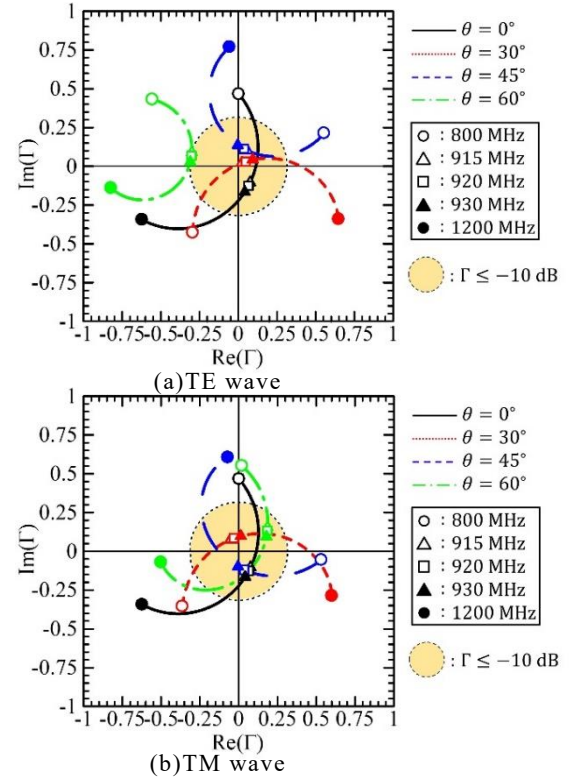 1
0.75
0.5
0.25
0
-0.25
-0.5
-0.75
-1
Im(Γ)
-1 -0.75 -0.5 -0.25 0 0.25 0.5 0.75 1
Re(Γ)
θ = 0°
θ = 30°
θ = 45°
θ = 60°
: 800 MHz
: 915 MHz
: 920 MHz
: 930 MHz
: 1200 MHz
: Γ ≤ −10 dB
(a)TE wave
1
0.75
0.5
0.25
0
-0.25
-0.5
-0.75
-1
Im(Γ)
-1 -0.75 -0.5 -0.25 0 0.25 0.5 0.75 1
Re(Γ)
θ = 0°
θ = 30°
θ = 45°
θ = 60°
: 800 MHz
: 915 MHz
: 920 MHz
: 930 MHz
: 1200 MHz
: Γ ≤ −10 dB
(b)TM wave